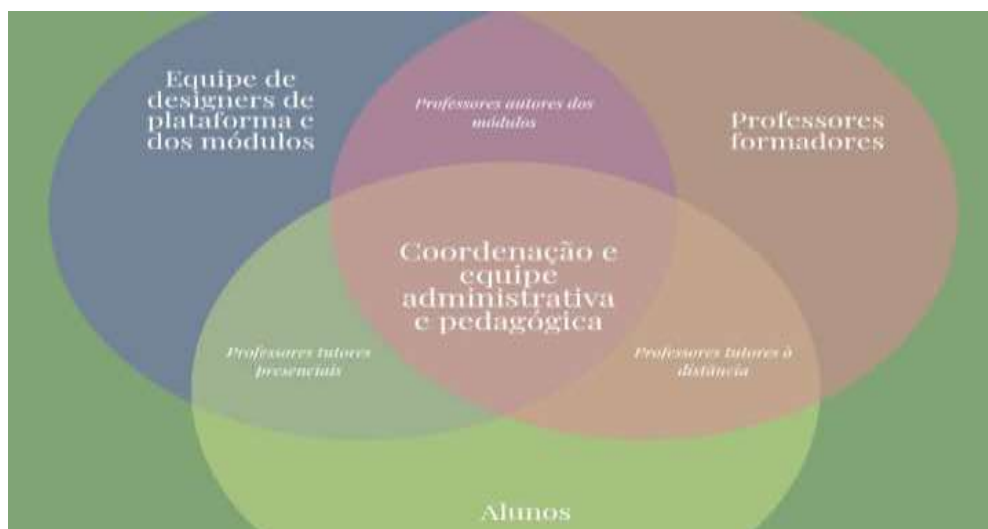 Equipe de
designers de
plataforma e
dos módulos
Professores autores dos
módulos
Professores
formadores
Coordenação e
equipe
administrativa
e pedagógica
Professores tutores
presenciais
Professores tutores à
distância
Alunos